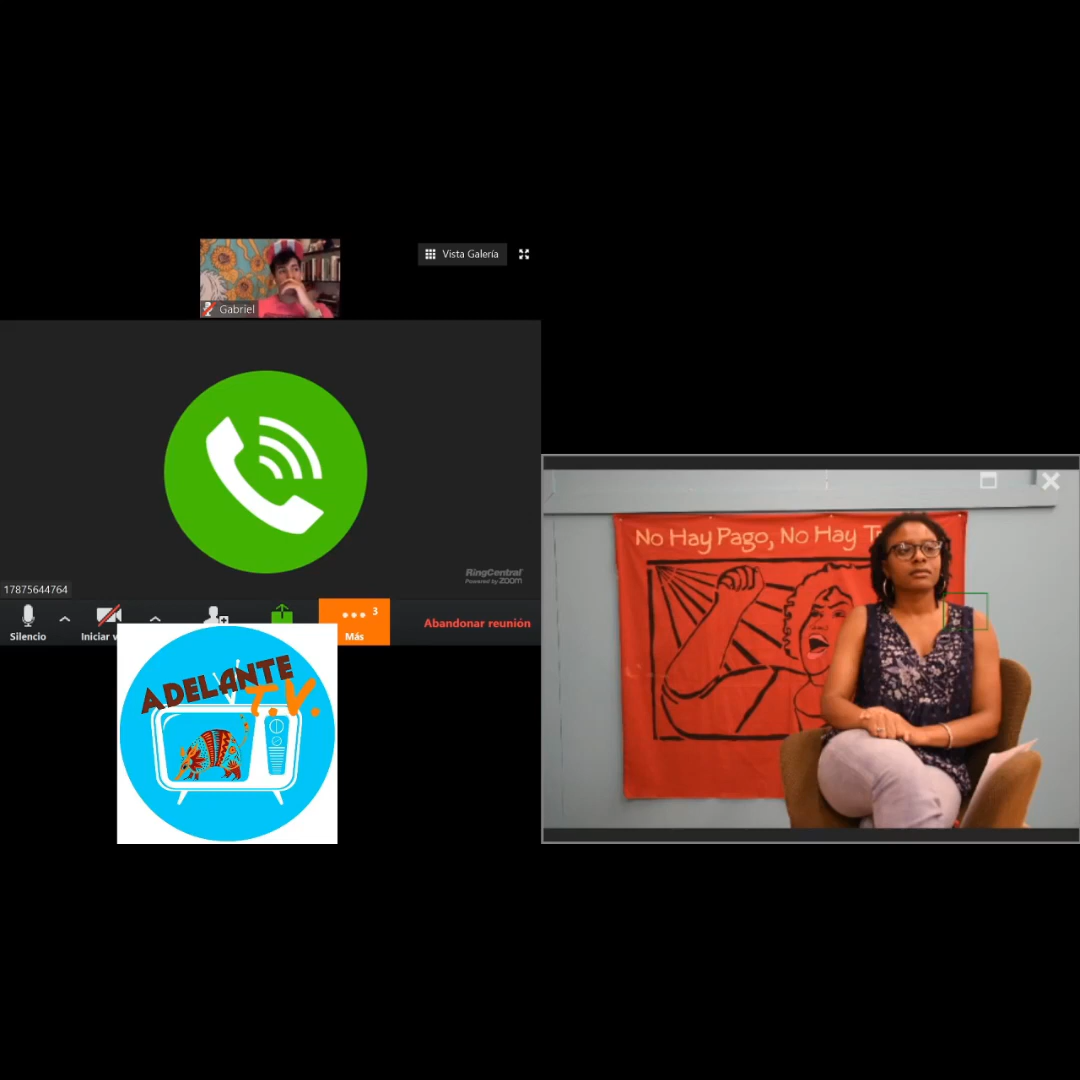 Vista Galería
Gabriel
17875644764
RingCentral
Powered by zoom
Silencio
Iniciar
3
Más
Abandonar reunión
ADELANTE
T.V.
No Hay Pago, No Hay